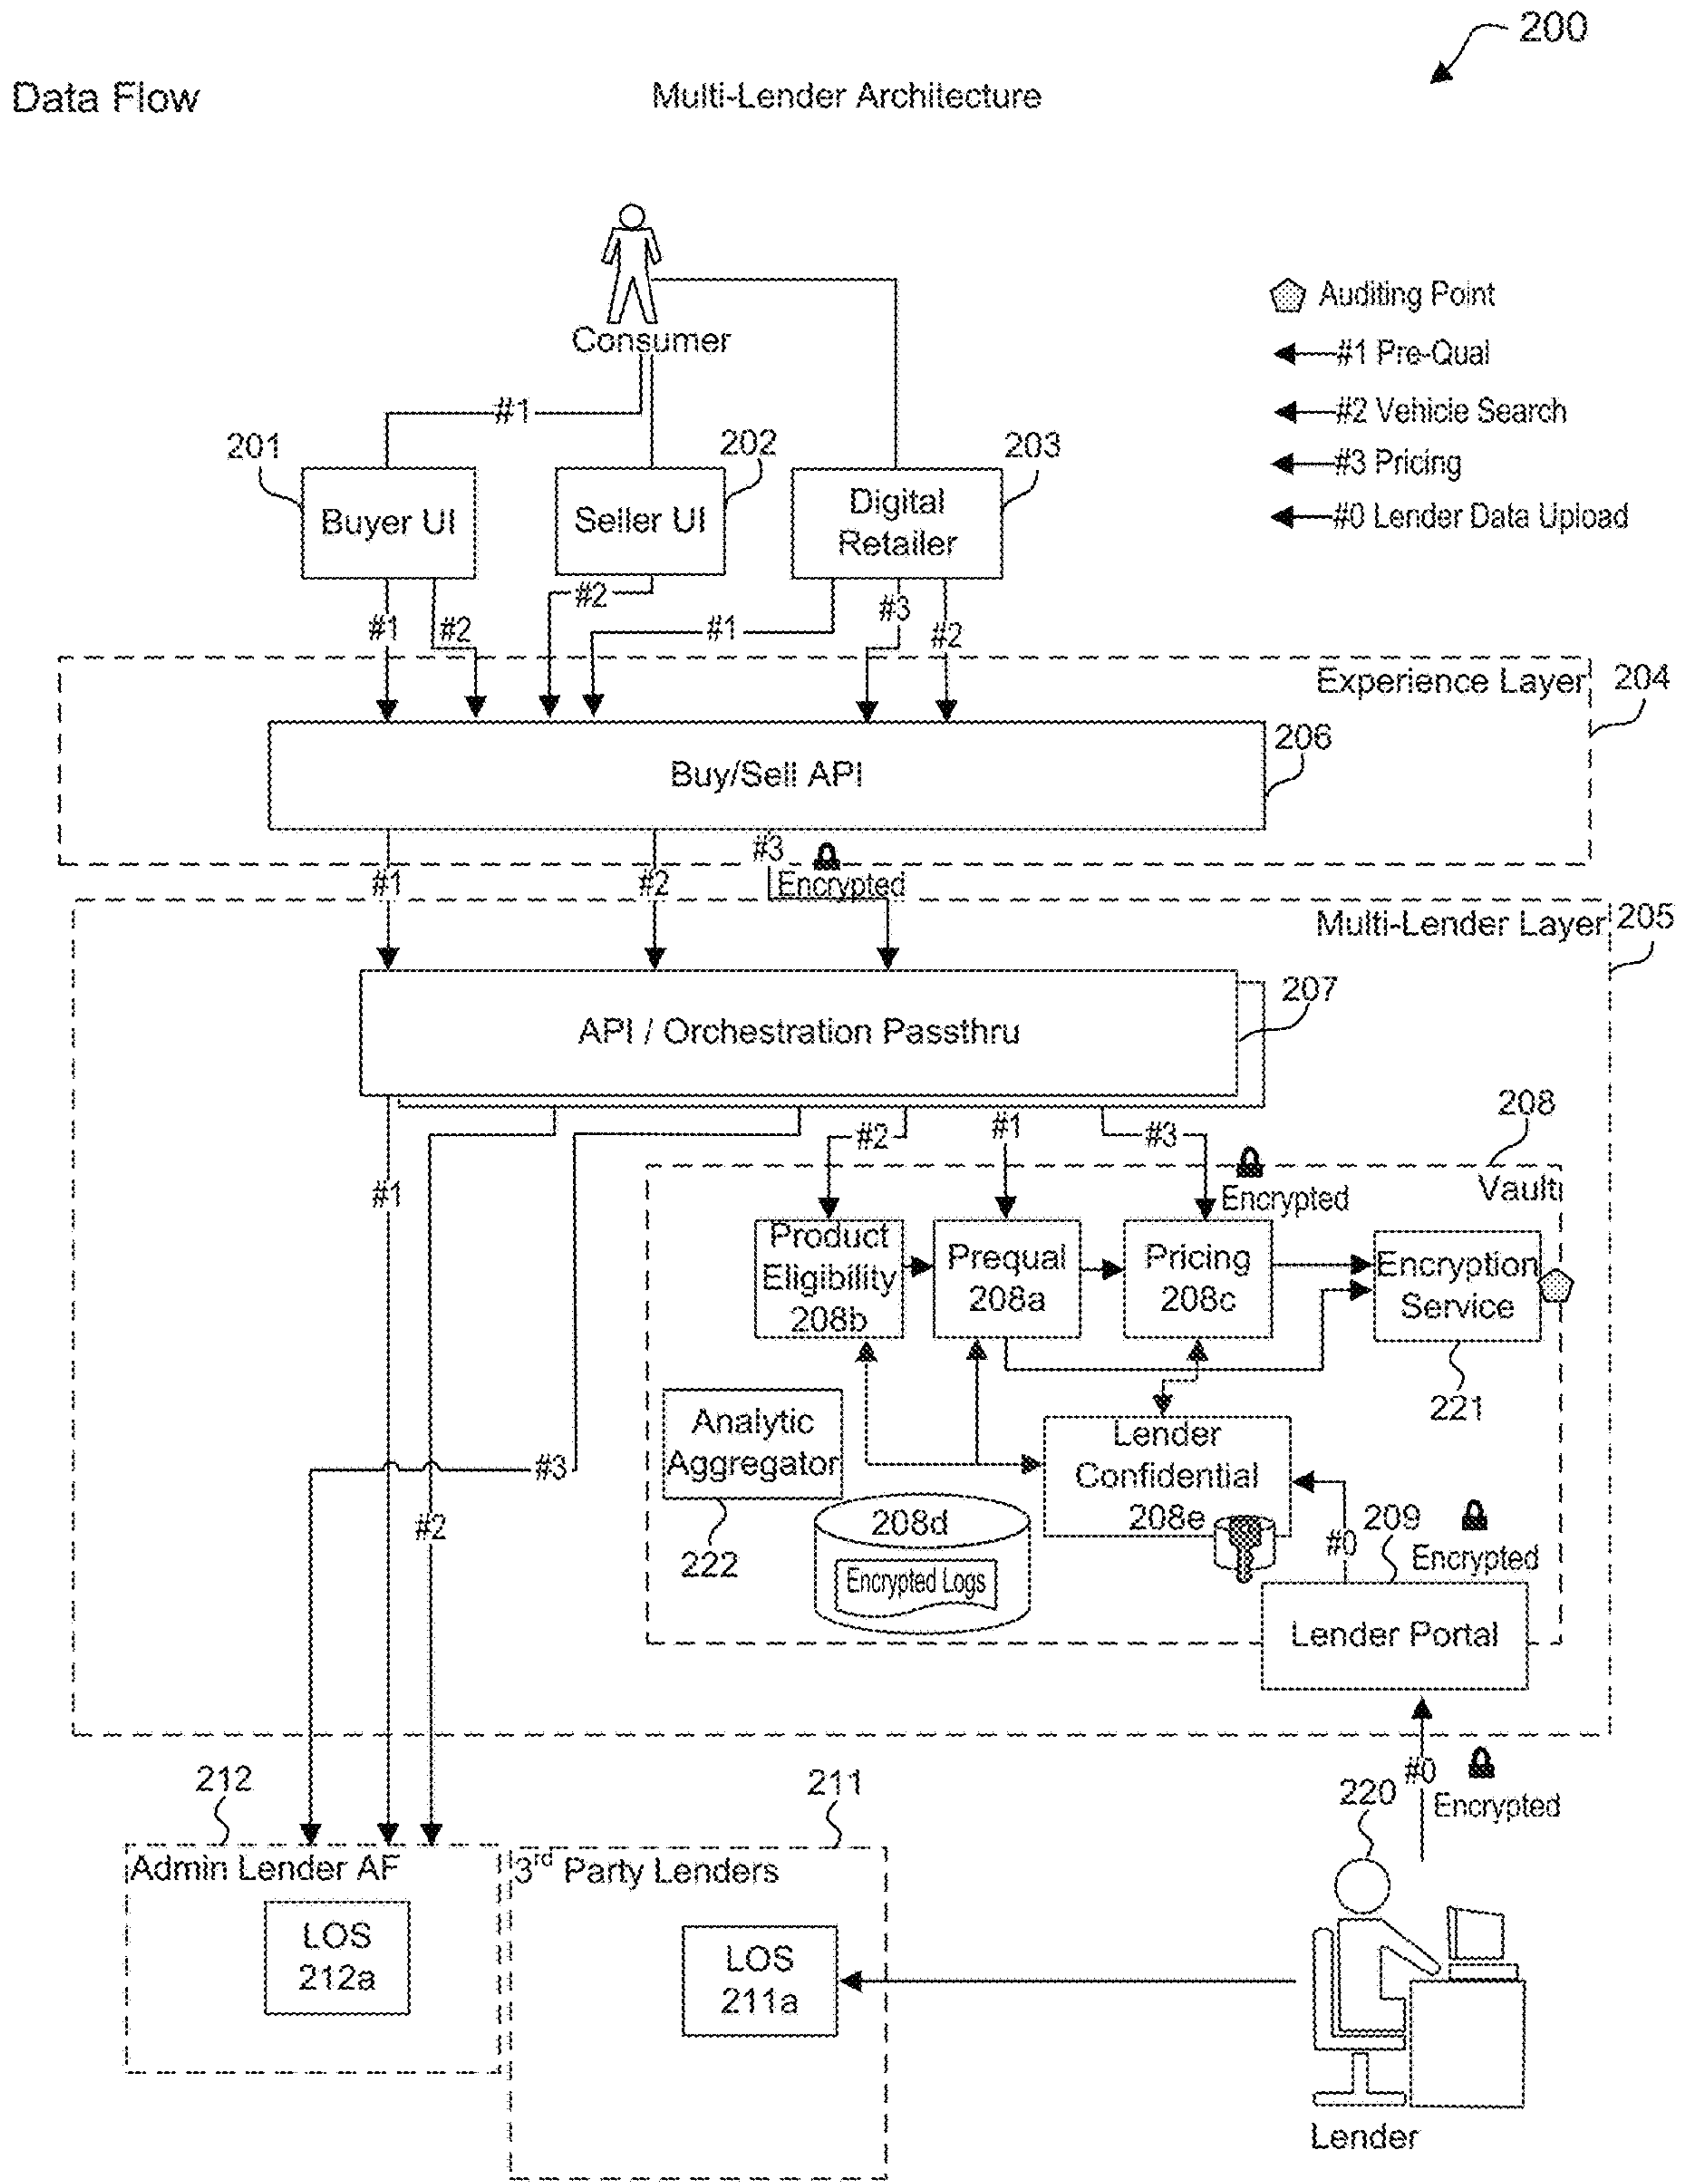 200
Data Flow
Multi-Lender Architecture
Auditing Point
Consumer
#1 Pre-Qual
#1
#2 Vehicle Search
201
202
203
#3 Pricing
Buyer UI
Seller UI
Digital
Retailer
#0 Lender Data Upload
#1
#2
#2
#1
#3
#2
Experience Layer
204
206
Buy/Sell API
#1
#2
#3
Encrypted
Multi-Lender Layer
205
207
API / Orchestration Passthru
208
#2
#1
#3
Encrypted
Vault
#1
Product
Eligibility
208b
Prequal
208a
Pricing
208c
Encryption
Service
221
Analytic
Aggregator
222
Lender
Confidential
208e
#3
#2
208d
Encrypted Logs
#0
209
Encrypted
Lender Portal
212
211
220
#0
Encrypted
Admin Lender AF
3rd Party Lenders
LOS
212a
LOS
211a
Lender